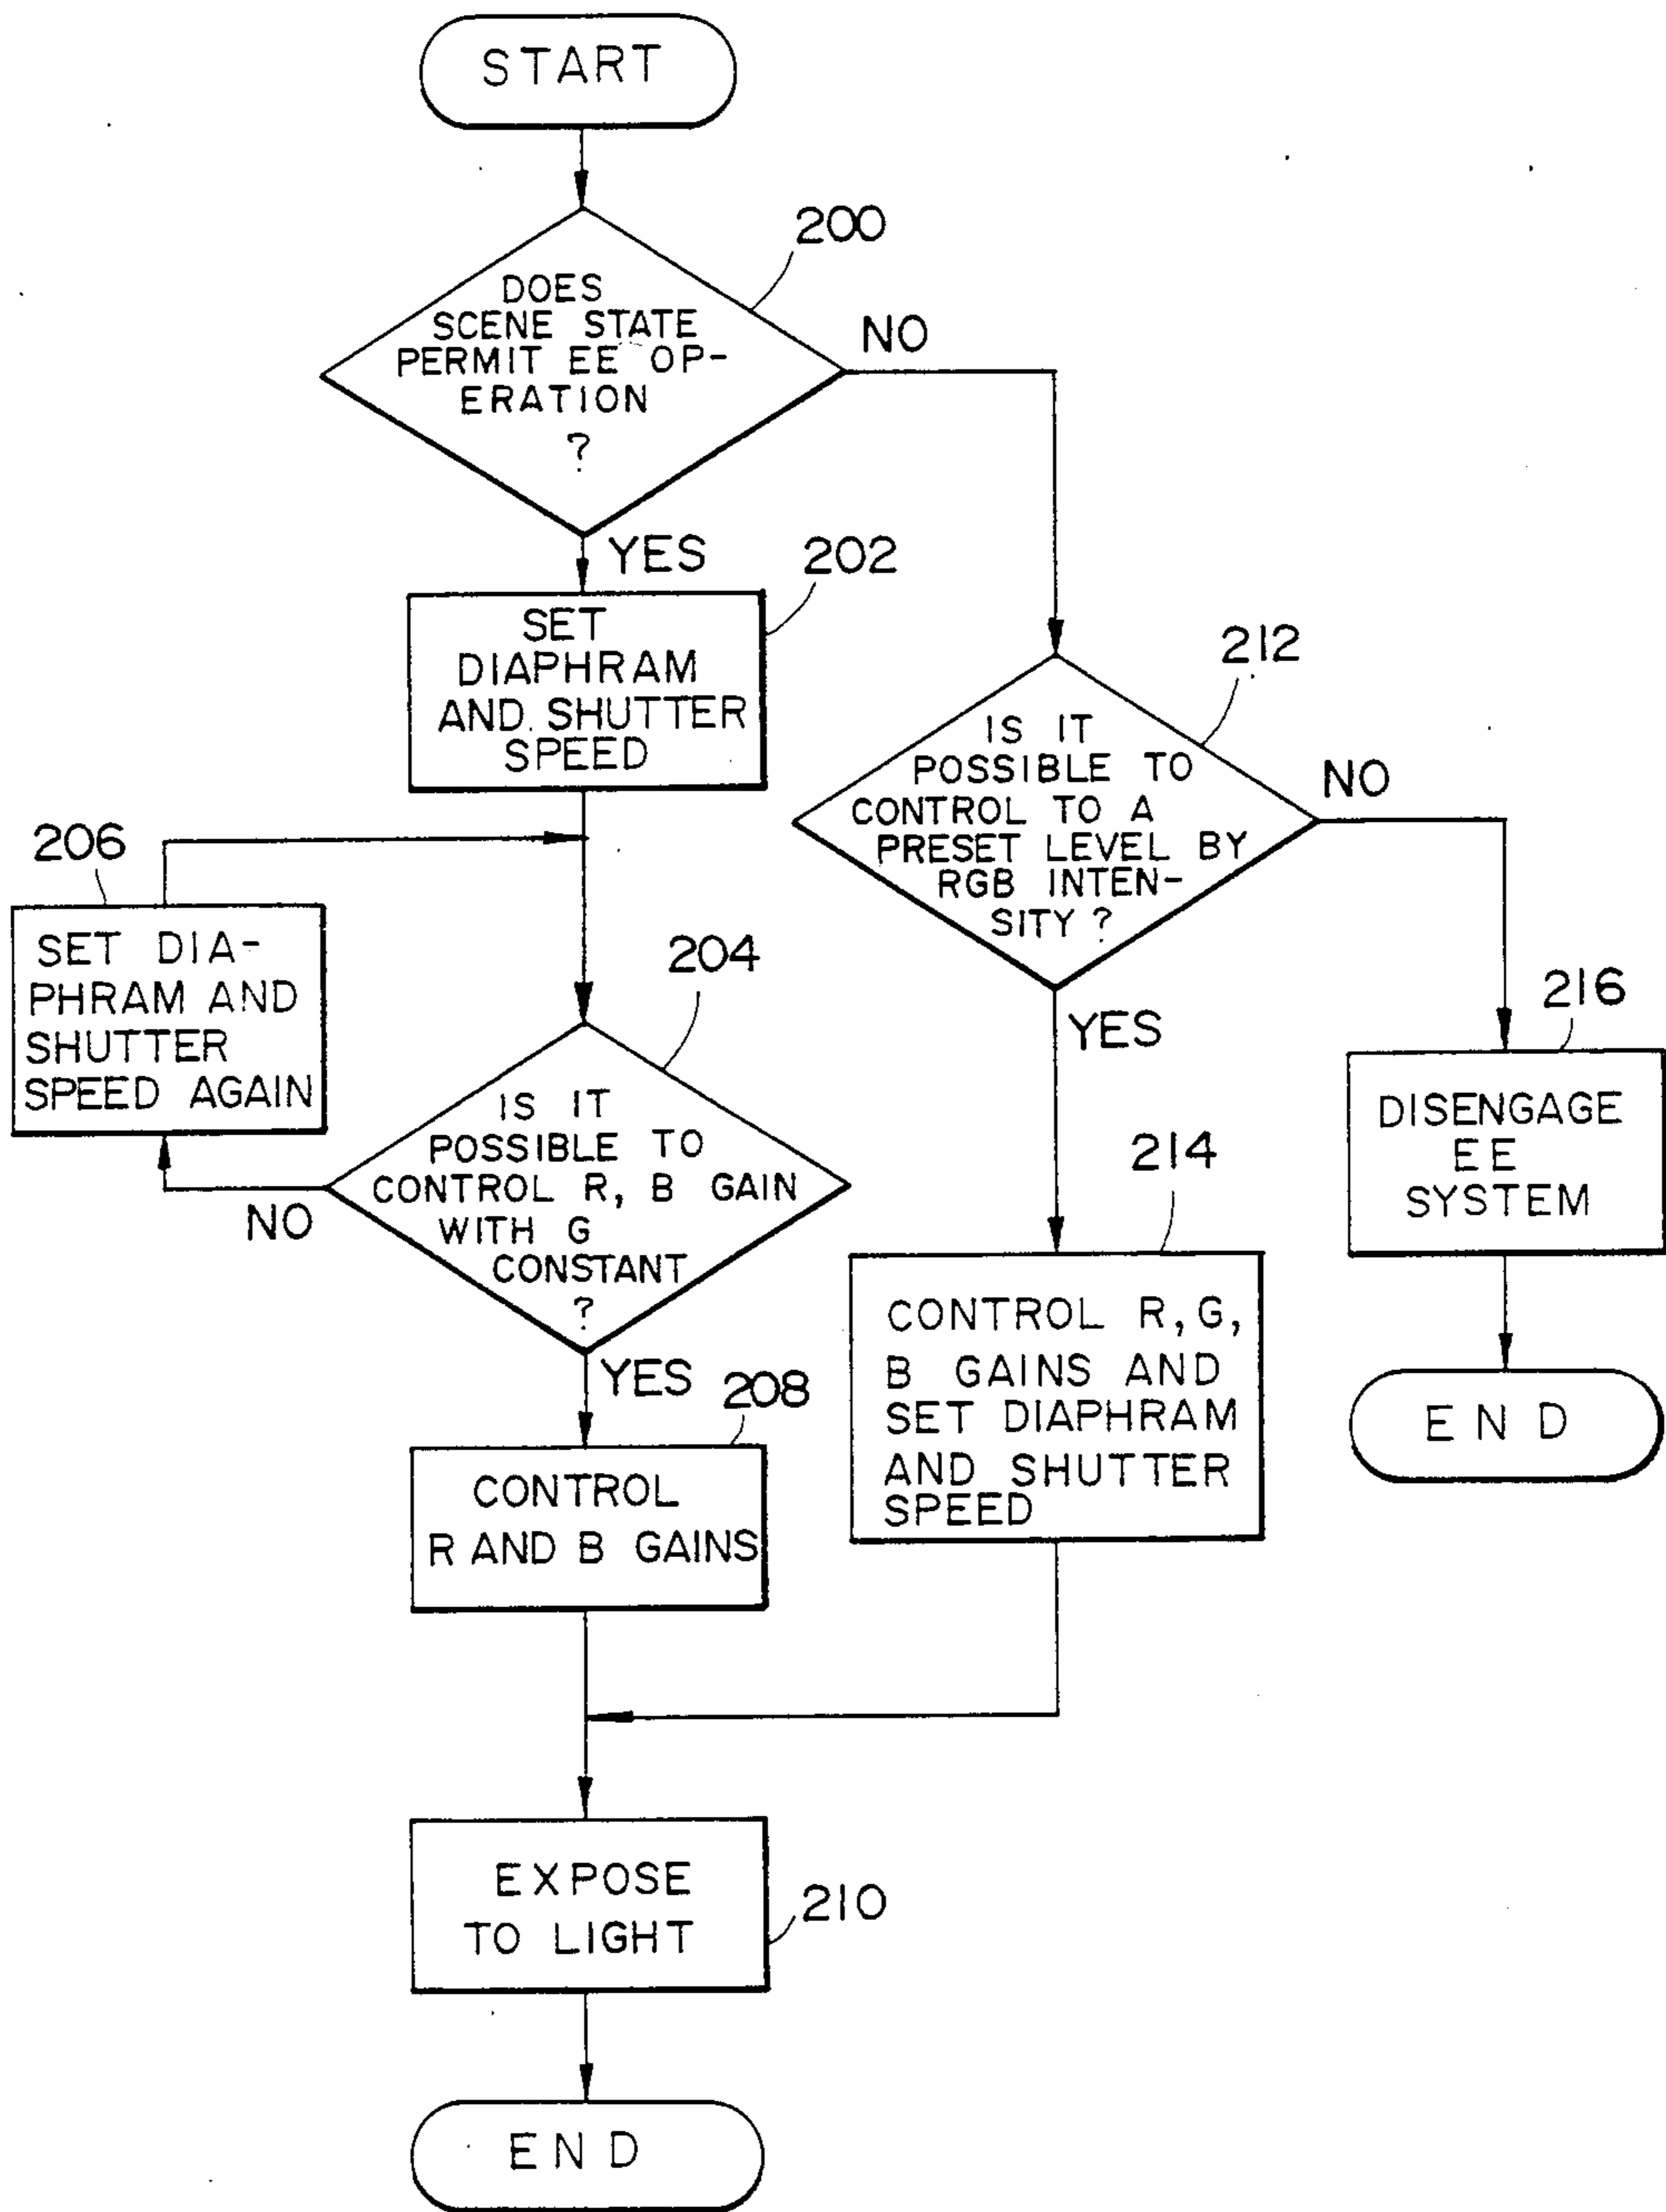 START
200
DOES
SCENE STATE
PERMIT EE OP-
ERATION
?
NO
YES
202
SET
DIAPHRAM
AND SHUTTER
SPEED
212
IS IT
POSSIBLE TO
CONTROL TO A
PRESET LEVEL BY
RGB INTEN-
SITY ?
NO
YES
206
SET DIA-
PHRAM AND
SHUTTER
SPEED AGAIN
204
IS IT
POSSIBLE TO
CONTROL R, B GAIN
WITH G
CONSTANT
?
NO
YES
216
DISENGAGE
EE
SYSTEM
END
214
CONTROL R, G,
B GAINS AND
SET DIAPHRAM
AND SHUTTER
SPEED
208
CONTROL
R AND B GAINS
EXPOSE
TO LIGHT
210
END